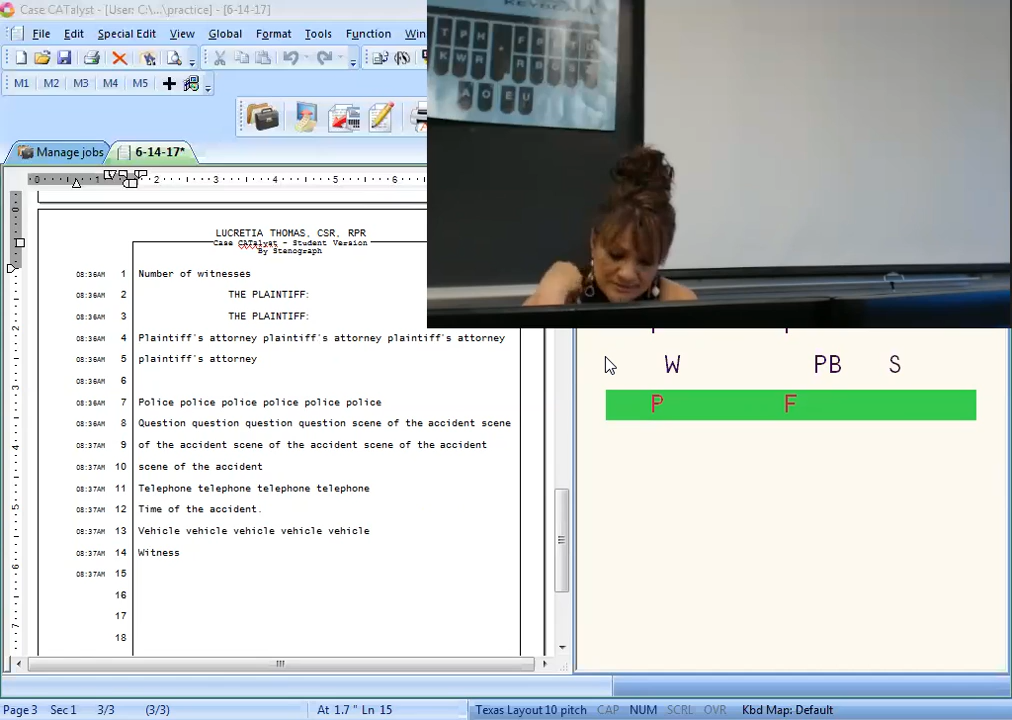 Case CATalyst - [User: C:\...\practice] - [6-14-17]
File Edit Special Edit View Global Format Tools Function Win
M1 M2 M3 M4 M5
Manage jobs 6-14-17*
LUCRETIA THOMAS, CSR, RPR
Case CATalyst - Student Version
By Stenograph
08:36AM 1 Number of witnesses
08:36AM 2 THE PLAINTIFF:
08:36AM 3 THE PLAINTIFF:
08:36AM 4 Plaintiff's attorney plaintiff's attorney plaintiff's attorney
08:36AM 5 plaintiff's attorney
08:36AM 6
08:36AM 7 Police police police police police police
08:36AM 8 Question question question question scene of the accident scene
08:37AM 9 of the accident scene of the accident scene of the accident
08:37AM 10 scene of the accident
08:37AM 11 Telephone telephone telephone telephone
08:37AM 12 Time of the accident.
08:37AM 13 Vehicle vehicle vehicle vehicle vehicle
08:37AM 14 Witness
08:37AM 15
16
17
18
T P H F P L T D
K W R R B G S
A O E U
W PB S
P F
Page 3 Sec 1 3/3 (3/3) At 1.7 " Ln 15 Texas Layout 10 pitch CAP NUM SCRL OVR Kbd Map: Default